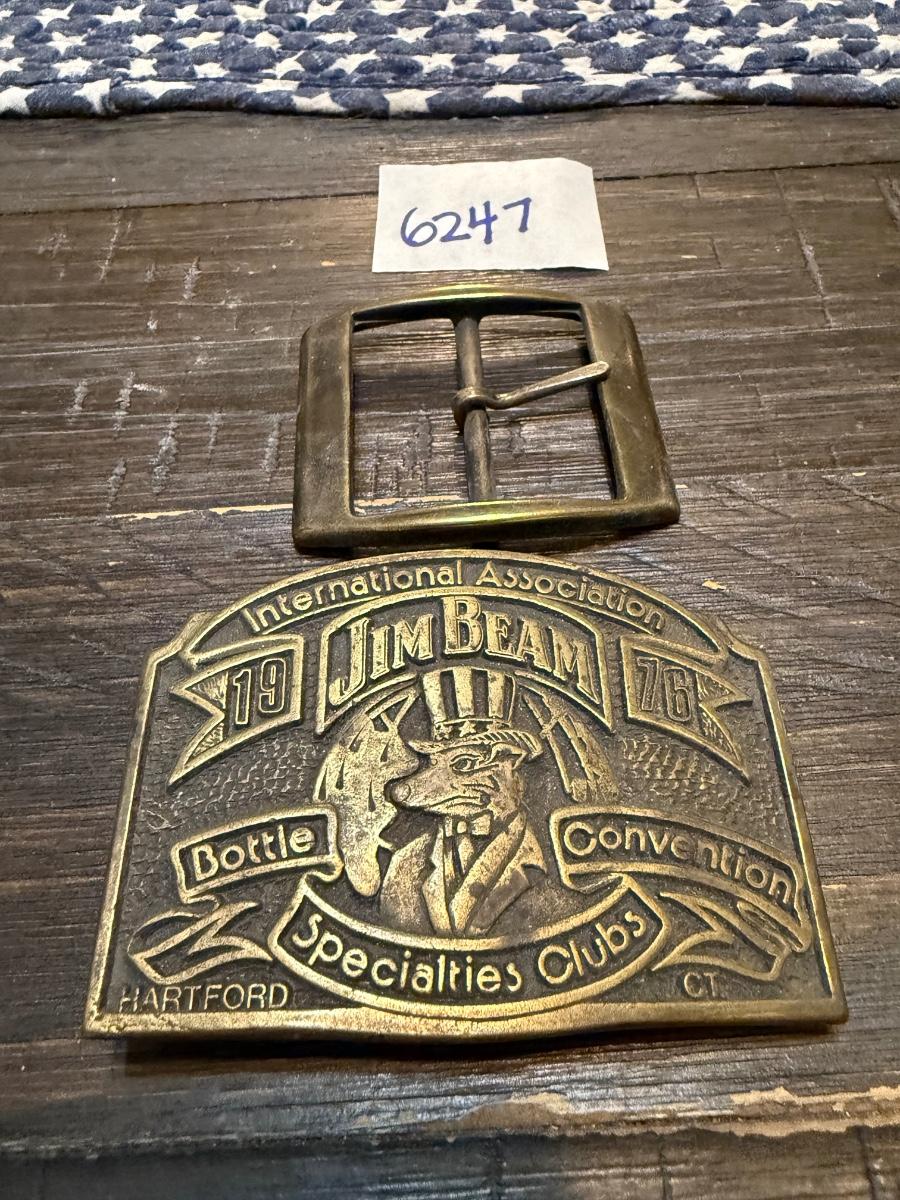 6247
International Association
19 JIM BEAM 76
Bottle Convention
Specialties Clubs
HARTFORD CT.